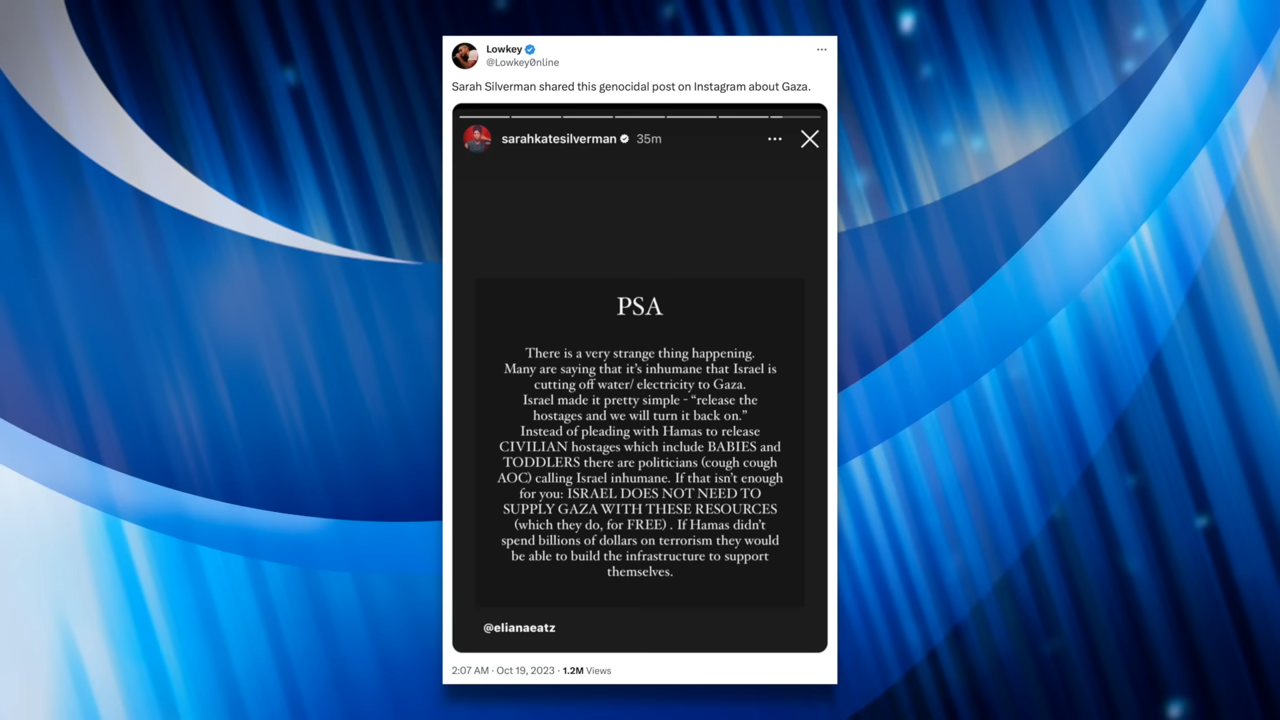 Lowkey
@Lowkey0nline
Sarah Silverman shared this genocidal post on Instagram about Gaza.
sarahkatesilverman 35m
PSA
There is a very strange thing happening.
Many are saying that it's inhumane that Israel is
cutting off water/ electricity to Gaza.
Israel made it pretty simple - “release the
hostages and we will turn it back on.”
Instead of pleading with Hamas to release
CIVILIAN hostages which include BABIES and
TODDLERS there are politicians (cough cough
AOC) calling Israel inhumane. If that isn't enough
for you: ISRAEL DOES NOT NEED TO
SUPPLY GAZA WITH THESE RESOURCES
(which they do, for FREE) . If Hamas didn't
spend billions of dollars on terrorism they would
be able to build the infrastructure to support
themselves.
@elianaeatz
2:07 AM · Oct 19, 2023 · 1.2M Views